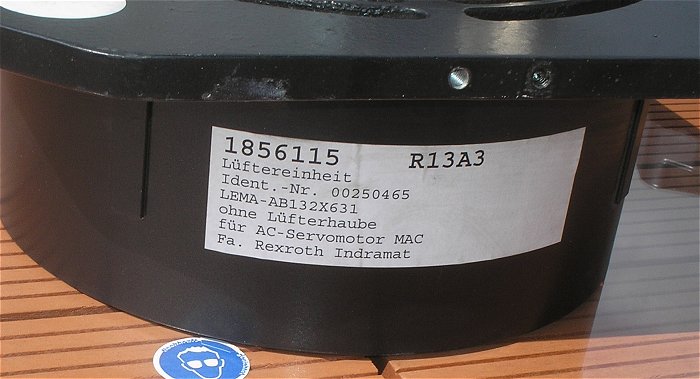 1856115 R13A3
Lüftereinheit
Ident.-Nr. 00250465
LEMA-AB132X631
ohne Lüfterhaube
für AC-Servomotor MAC
Fa. Rexroth Indramat